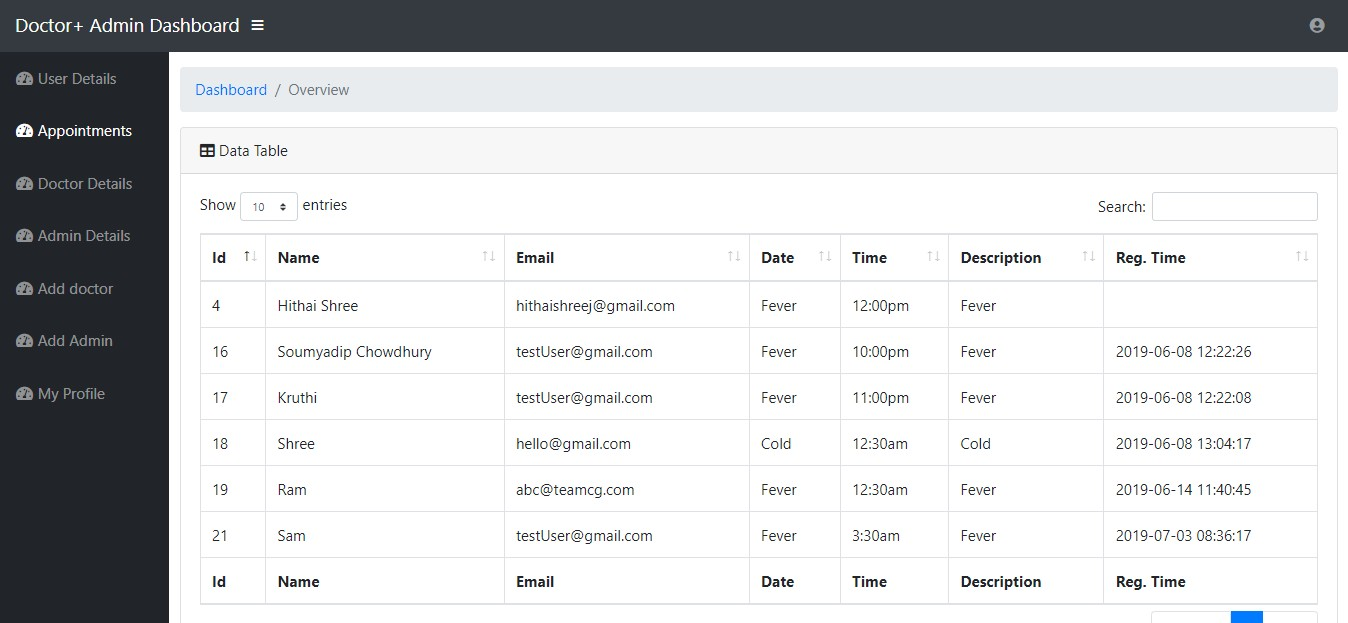 Doctor+ Admin Dashboard
User Details
Appointments
Doctor Details
Admin Details
Add doctor
Add Admin
My Profile
Dashboard / Overview
Data Table
Show 10 entries
Search:
Id Name Email Date Time Description Reg. Time
4 Hithai Shree hithaishreej@gmail.com Fever 12:00pm Fever
16 Soumyadip Chowdhury testUser@gmail.com Fever 10:00pm Fever 2019-06-08 12:22:26
17 Kruthi testUser@gmail.com Fever 11:00pm Fever 2019-06-08 12:22:08
18 Shree hello@gmail.com Cold 12:30am Cold 2019-06-08 13:04:17
19 Ram abc@teamcg.com Fever 12:30am Fever 2019-06-14 11:40:45
21 Sam testUser@gmail.com Fever 3:30am Fever 2019-07-03 08:36:17
Id Name Email Date Time Description Reg. Time